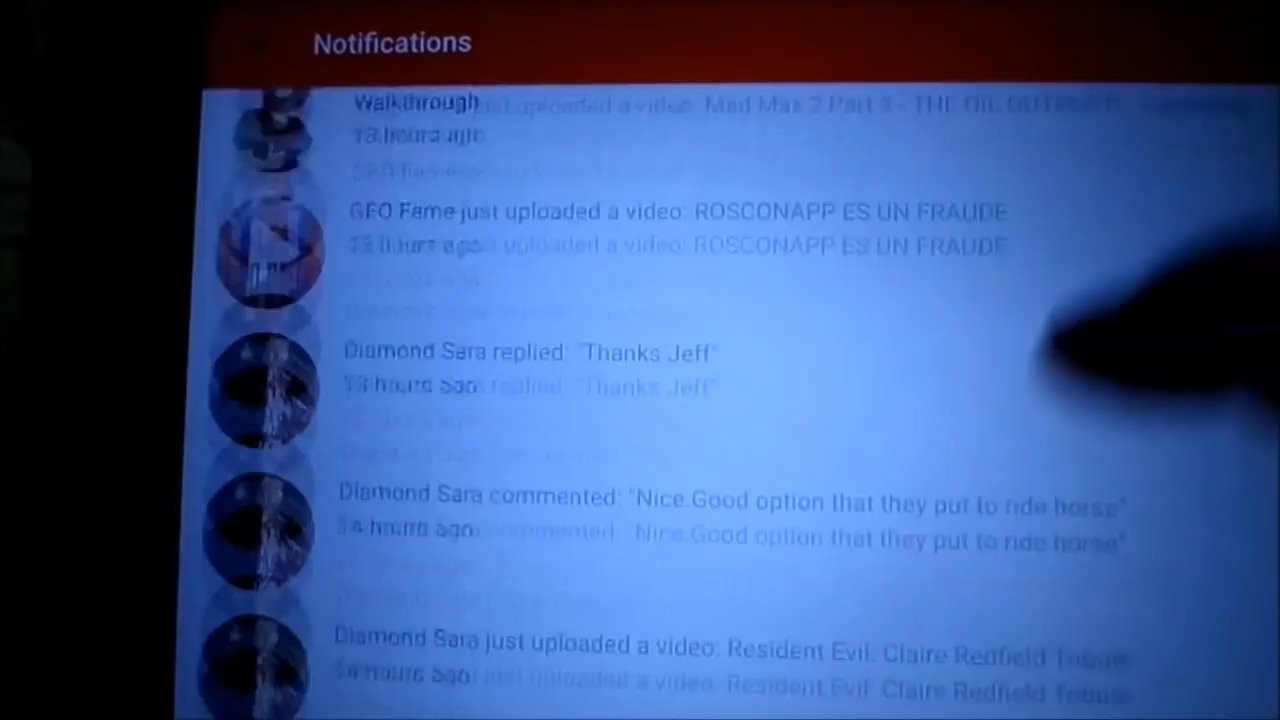 Notifications
Walkthrough just uploaded a video: Mad Max 2 Part 3 - THE OIL OUTPOST
13 hours ago
GEO Fame just uploaded a video: ROSCONAPP ES UN FRAUDE
13 hours ago
Diamond Sara replied: "Thanks Jeff"
13 hours ago
Diamond Sara commented: "Nice.Good option that they put to ride horse"
14 hours ago
Diamond Sara just uploaded a video: Resident Evil: Claire Redfield Tribute
14 hours ago